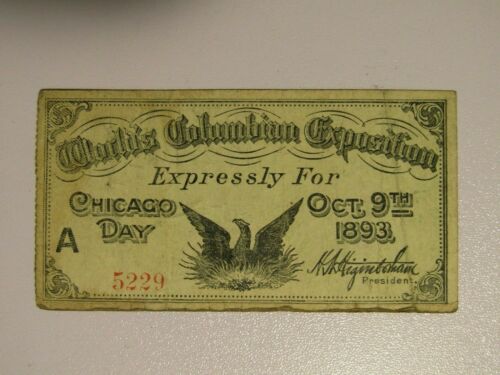 World's Columbian Exposition
Expressly For
CHICAGO DAY
OCT. 9TH 1893.
A
5229
H.N. Higinbotham
President.